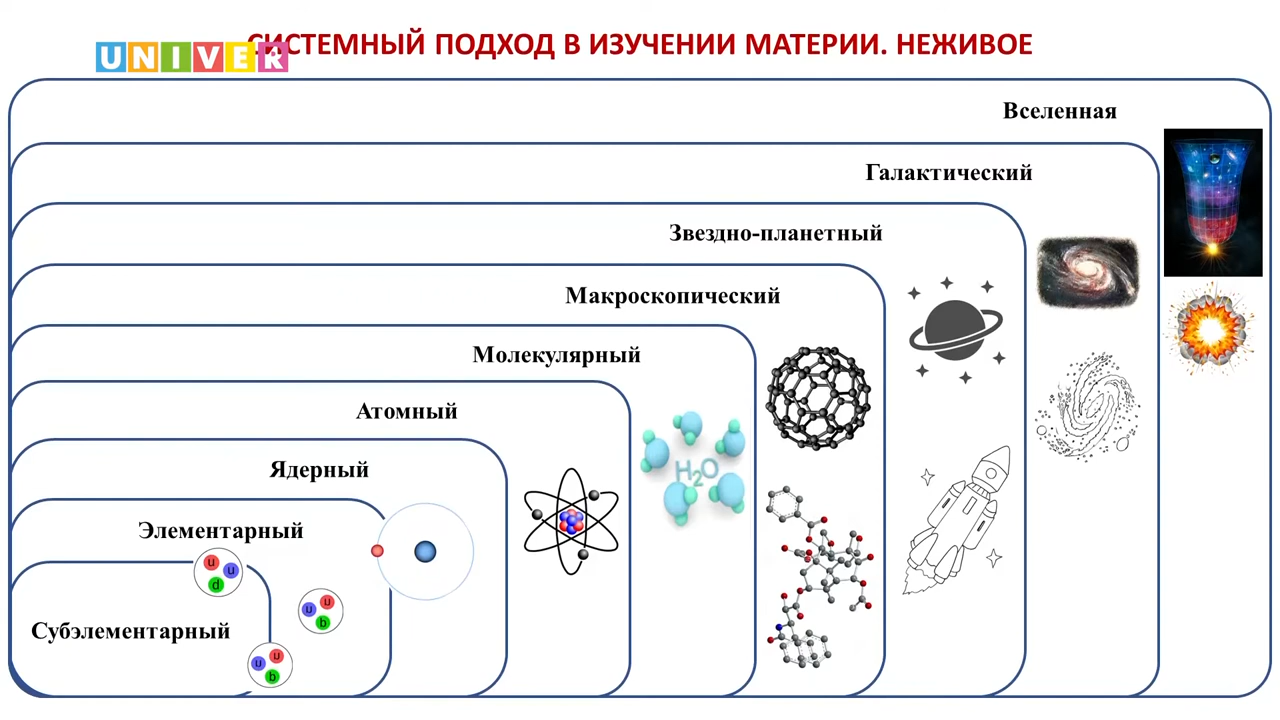 UNIVER
СИСТЕМНЫЙ ПОДХОД В ИЗУЧЕНИИ МАТЕРИИ. НЕЖИВОЕ
Вселенная
Галактический
Звездно-планетный
Макроскопический
Молекулярный
Атомный
Ядерный
Элементарный
Субэлементарный
H₂O
u u d
u u b
u u b